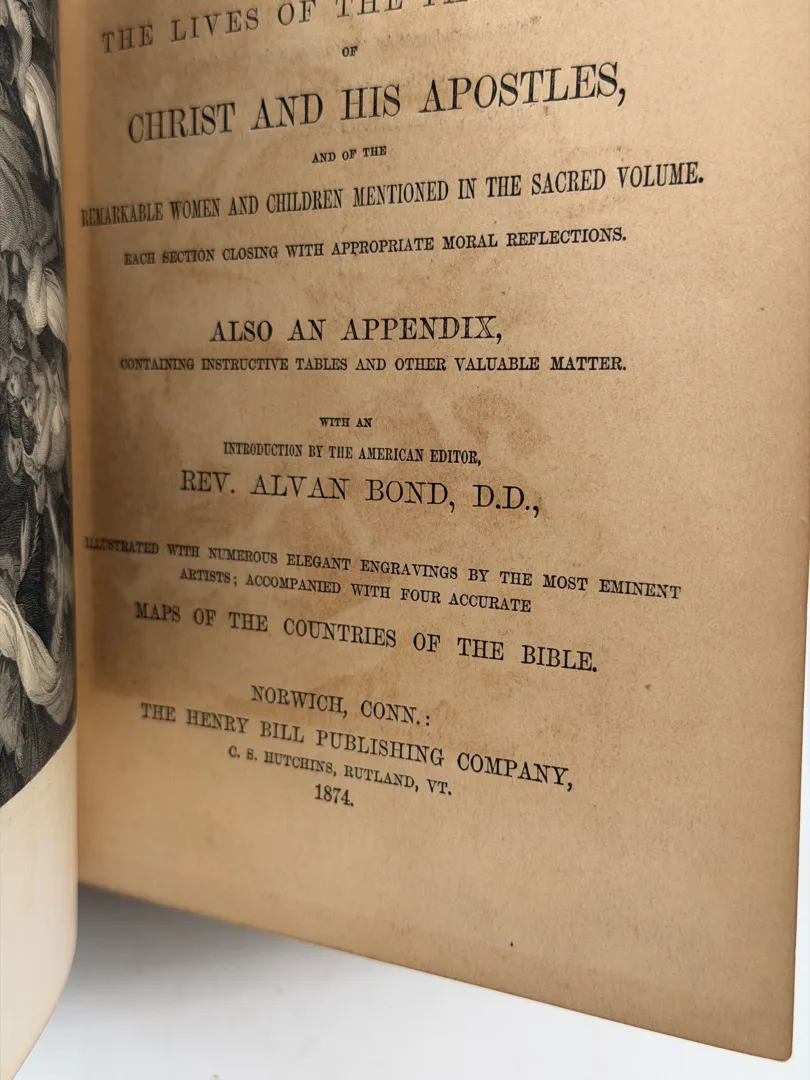 THE LIVES OF THE
OF
CHRIST AND HIS APOSTLES,
AND OF THE
REMARKABLE WOMEN AND CHILDREN MENTIONED IN THE SACRED VOLUME.
EACH SECTION CLOSING WITH APPROPRIATE MORAL REFLECTIONS.
ALSO AN APPENDIX,
CONTAINING INSTRUCTIVE TABLES AND OTHER VALUABLE MATTER.
WITH AN
INTRODUCTION BY THE AMERICAN EDITOR,
REV. ALVAN BOND, D.D.,
ILLUSTRATED WITH NUMEROUS ELEGANT ENGRAVINGS BY THE MOST EMINENT
ARTISTS; ACCOMPANIED WITH FOUR ACCURATE
MAPS OF THE COUNTRIES OF THE BIBLE.
NORWICH, CONN.:
THE HENRY BILL PUBLISHING COMPANY,
C. S. HUTCHINS, RUTLAND, VT.
1874.